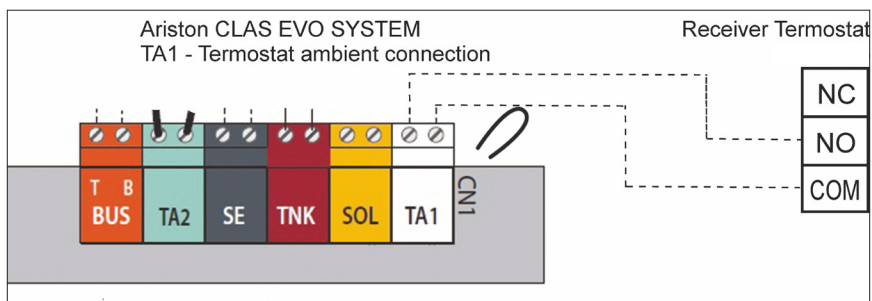 Ariston CLAS EVO SYSTEM
TA1 - Termostat ambient connection
Receiver Termostat
NC
NO
COM
T B
BUS
TA2
SE
TNK
SOL
TA1
CN1